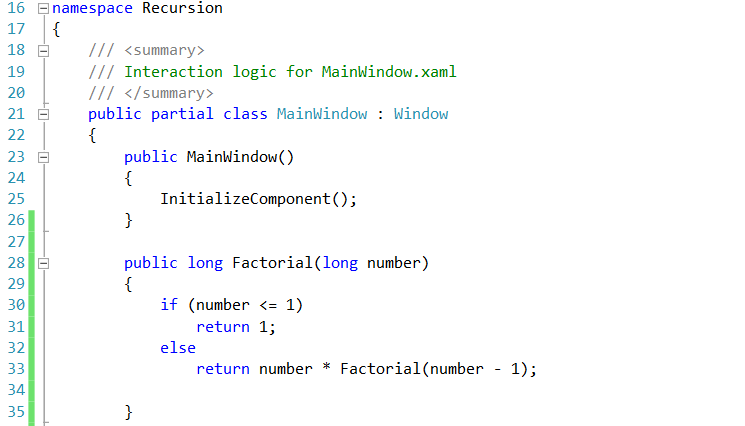 16 namespace Recursion
17 {
18 /// <summary>
19 /// Interaction logic for MainWindow.xaml
20 /// </summary>
21 public partial class MainWindow : Window
22 {
23 public MainWindow()
24 {
25 InitializeComponent();
26 }
27
28 public long Factorial(long number)
29 {
30 if (number <= 1)
31 return 1;
32 else
33 return number * Factorial(number - 1);
34
35 }